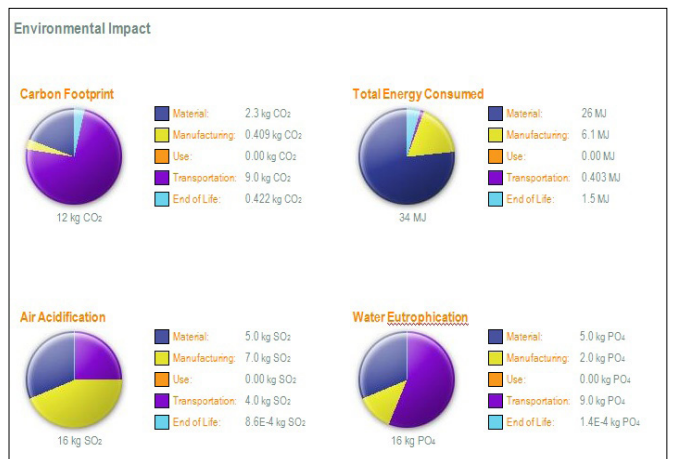 Environmental Impact
Carbon Footprint
Material: 2.3 kg CO₂
Manufacturing: 0.409 kg CO₂
Use: 0.00 kg CO₂
Transportation: 9.0 kg CO₂
End of Life: 0.422 kg CO₂
12 kg CO₂
Total Energy Consumed
Material: 26 MJ
Manufacturing: 6.1 MJ
Use: 0.00 MJ
Transportation: 0.403 MJ
End of Life: 1.5 MJ
34 MJ
Air Acidification
Material: 5.0 kg SO₂
Manufacturing: 7.0 kg SO₂
Use: 0.00 kg SO₂
Transportation: 4.0 kg SO₂
End of Life: 8.6E-4 kg SO₂
16 kg SO₂
Water Eutrophication
Material: 5.0 kg PO₄
Manufacturing: 2.0 kg PO₄
Use: 0.00 kg PO₄
Transportation: 9.0 kg PO₄
End of Life: 1.4E-4 kg PO₄
16 kg PO₄